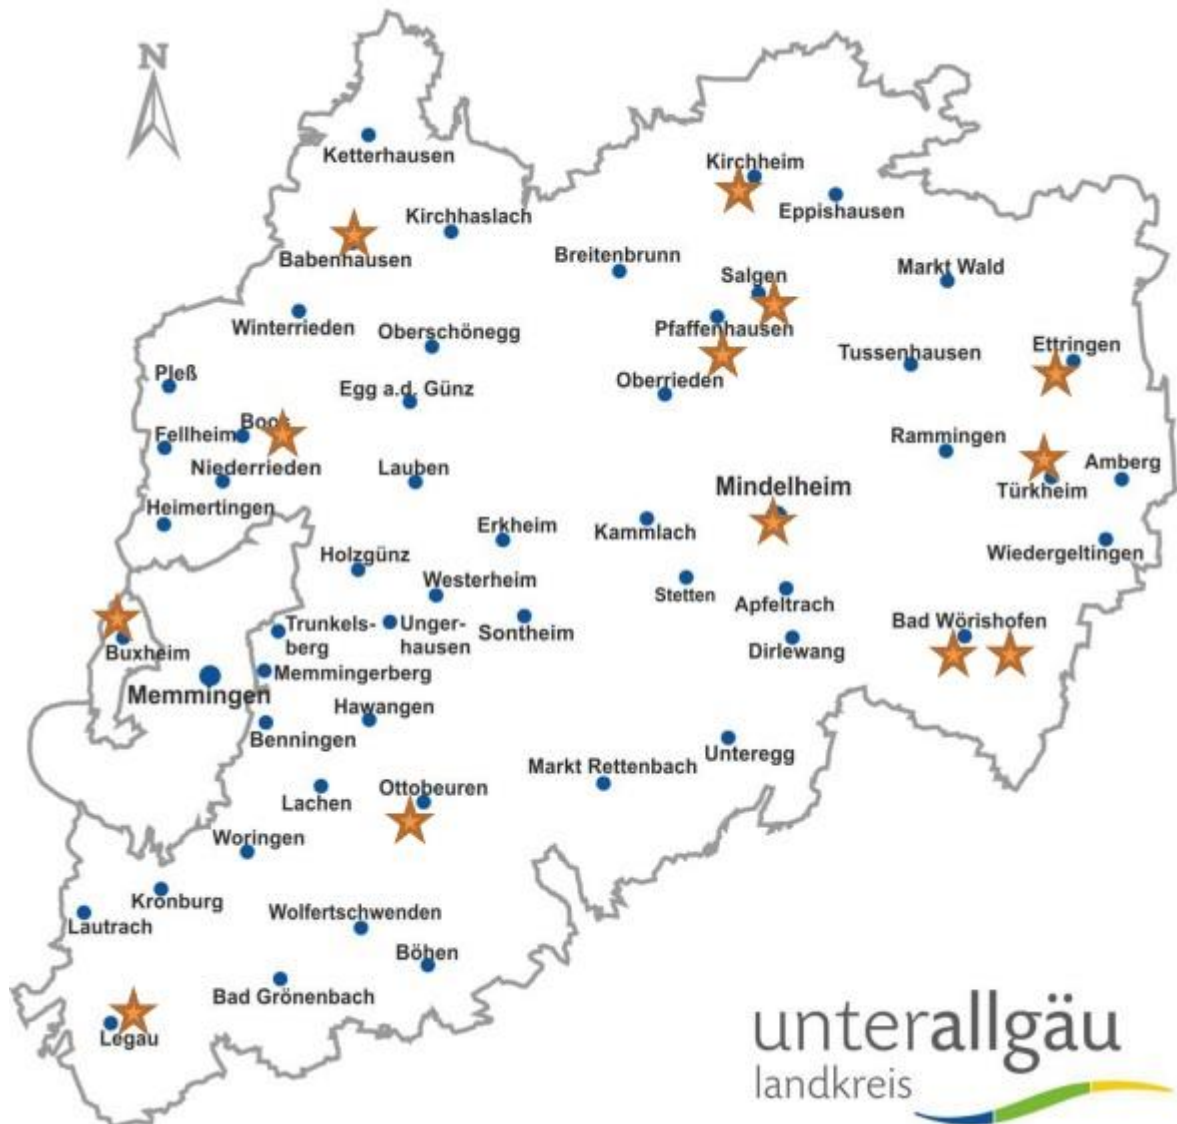 N
Ketterhausen
Kirchheim
Eppishausen
Kirchhaslach
Babenhausen
Breitenbrunn
Salgen
Markt Wald
Winterrieden
Oberschönegg
Pfaffenhausen
Ettringen
Tussenhausen
Pleß
Egg a.d. Günz
Oberrieden
Boos
Fellheim
Rammingen
Niederrieden
Lauben
Amberg
Türkheim
Mindelheim
Heimertingen
Erkheim
Kammlach
Wiedergeltingen
Holzgünz
Westerheim
Stetten
Apfeltrach
Trunkels-
berg
Unger-
hausen
Sontheim
Bad Wörishofen
Buxheim
Dirlewang
Memmingerberg
Memmingen
Hawangen
Benningen
Unteregg
Markt Rettenbach
Ottobeuren
Lachen
Woringen
Kronburg
Lautrach
Wolfertschwenden
Böhen
Bad Grönenbach
Legau
unterallgäu
landkreis